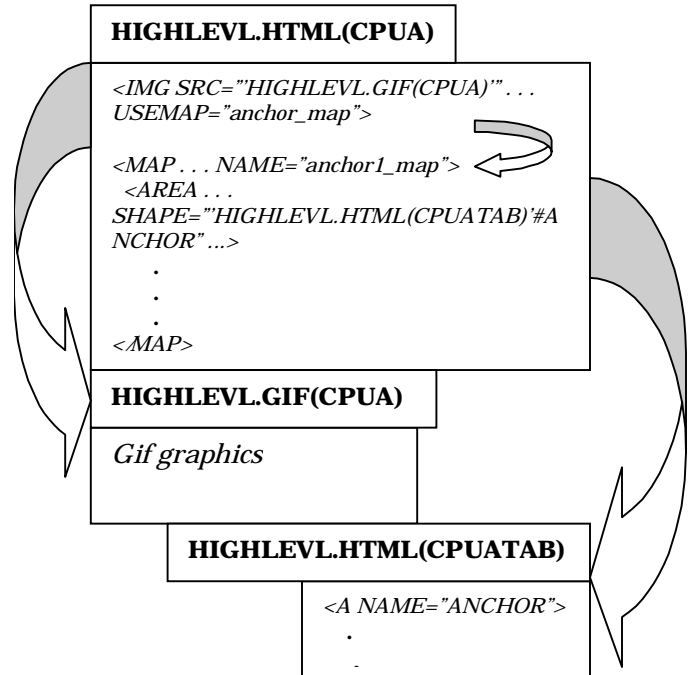 HIGHLEVL.HTML(CPUA)
<IMG SRC="'HIGHLEVL.GIF(CPUA)'" . . .
USEMAP="anchor_map">
<MAP . . . NAME="anchor1_map">
<AREA . . .
SHAPE="'HIGHLEVL.HTML(CPUATAB)'#A
NCHOR" ...>
.
.
.
</MAP>
HIGHLEVL.GIF(CPUA)
Gif graphics
HIGHLEVL.HTML(CPUATAB)
<A NAME="ANCHOR">
.
.